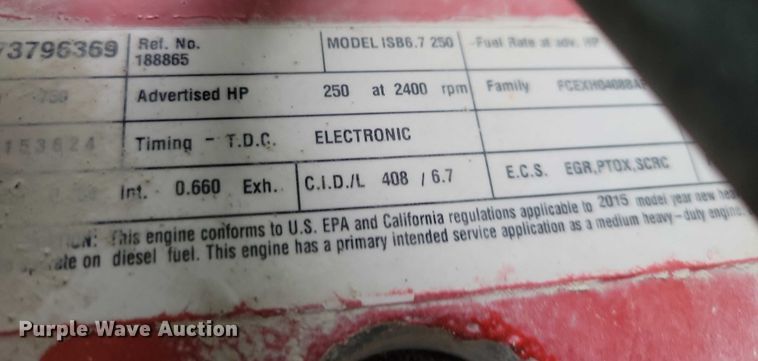 73796369 Ref. No. MODEL ISB6.7 250 Fuel Rate at adv. HP
188865
Advertised HP 250 at 2400 rpm Family
Timing - T.D.C. ELECTRONIC
Int. 0.660 Exh. C.I.D./L 408 / 6.7 E.C.S. EGR,PTOX,SCRC
This engine conforms to U.S. EPA and California regulations applicable to 2015 model year new
on diesel fuel. This engine has a primary intended service application as a medium heavy-duty engine.
Purple Wave Auction